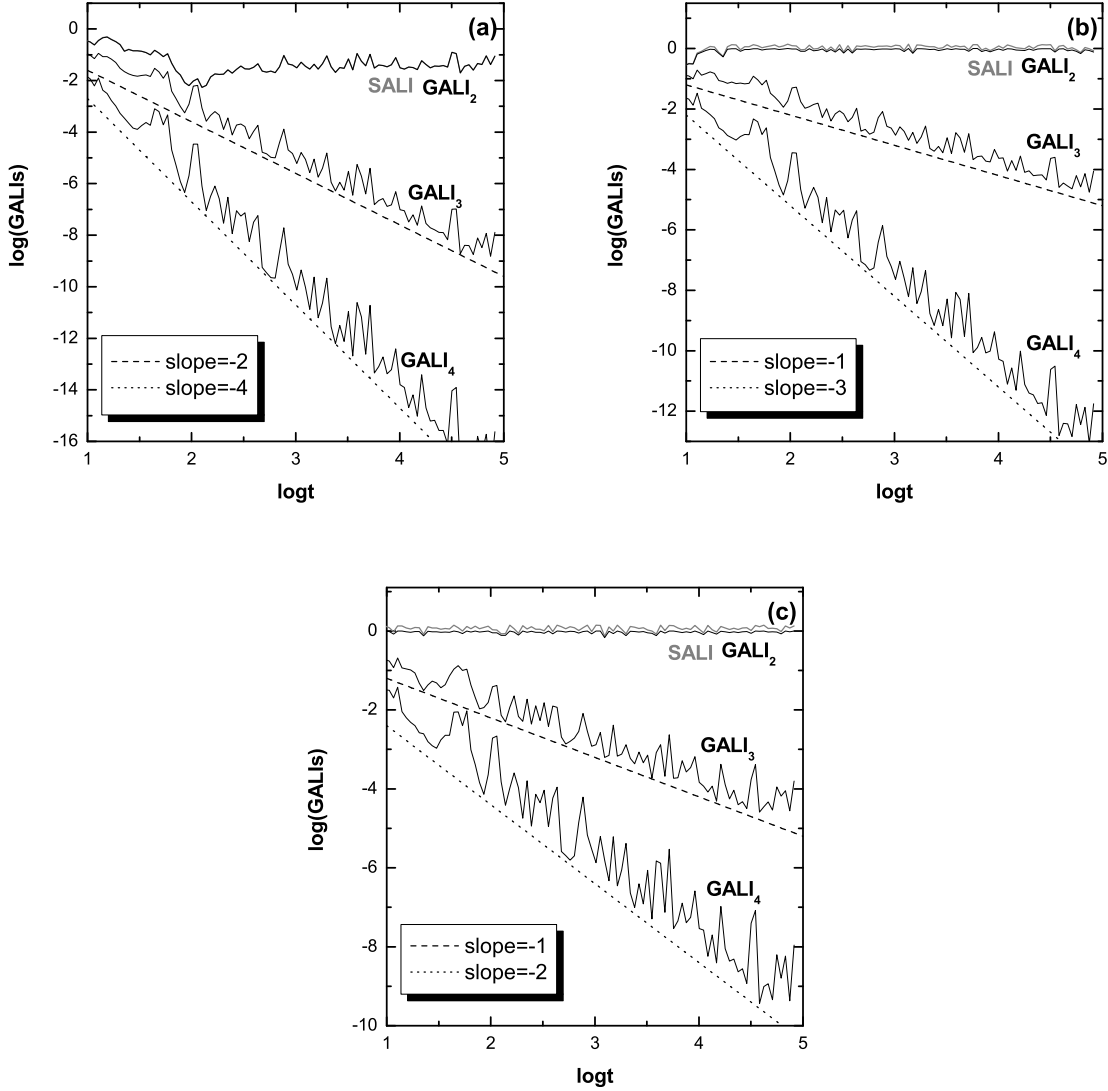 (a)
0
-2
-4
-6
-8
-10
-12
-14
-16
log(GALIs)
SALI GALI₂
GALI₃
GALI₄
slope=-2
slope=-4
1 2 3 4 5
logt
(b)
0
-2
-4
-6
-8
-10
-12
log(GALIs)
SALI GALI₂
GALI₃
GALI₄
slope=-1
slope=-3
1 2 3 4 5
logt
(c)
0
-2
-4
-6
-8
-10
log(GALIs)
SALI GALI₂
GALI₃
GALI₄
slope=-1
slope=-2
1 2 3 4 5
logt